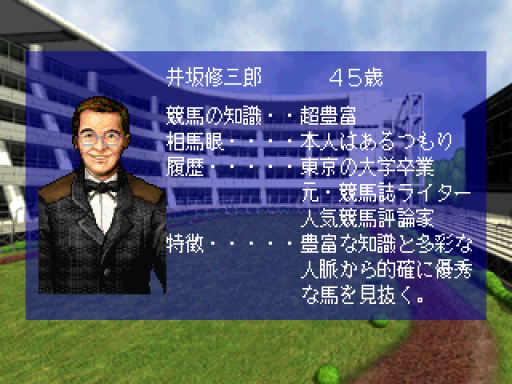 井坂修三郎　　　４５歳
競馬の知識・・超豊富
相馬眼・・・・本人はあるつもり
履歴・・・・・東京の大学卒業
元・競馬誌ライター
人気競馬評論家
特徴・・・・・豊富な知識と多彩な
人脈から的確に優秀
な馬を見抜く。